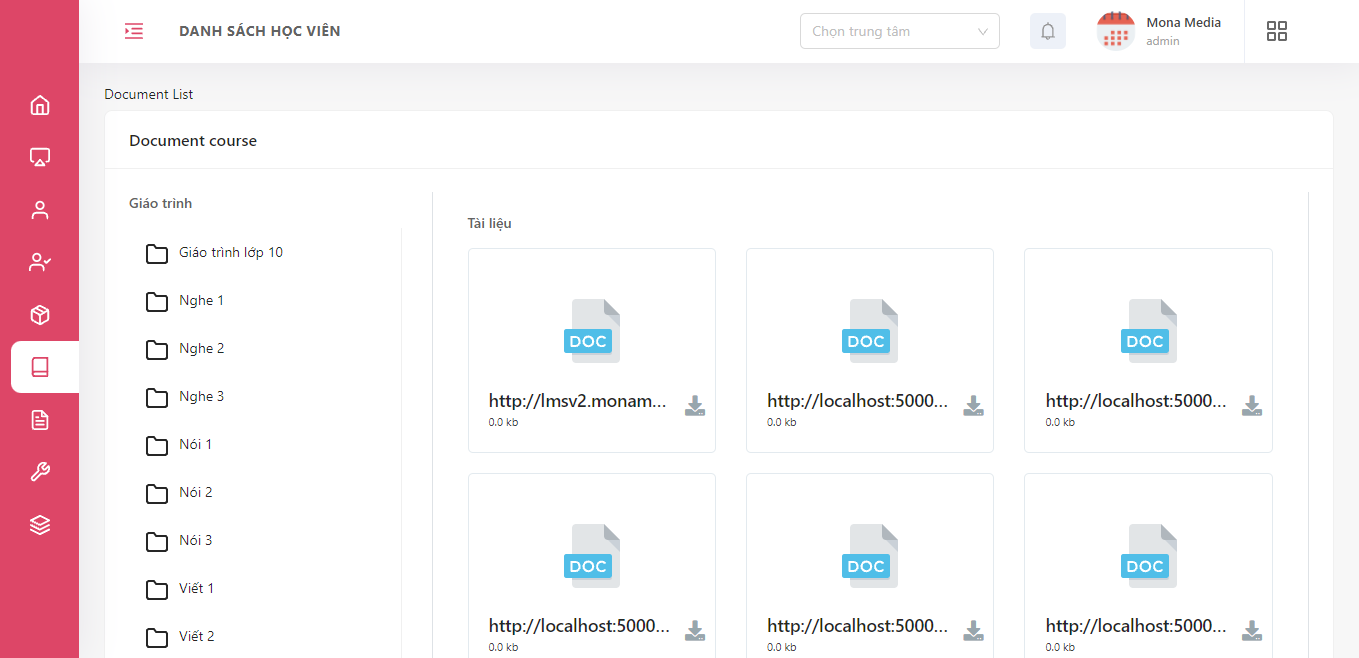 DANH SÁCH HỌC VIÊN
Chọn trung tâm
Mona Media
admin
Document List
Document course
Giáo trình
Giáo trình lớp 10
Nghe 1
Nghe 2
Nghe 3
Nói 1
Nói 2
Nói 3
Viết 1
Viết 2
Tài liệu
DOC
http://lmsv2.monam...
0.0 kb
DOC
http://localhost:5000...
0.0 kb
DOC
http://localhost:5000...
0.0 kb
DOC
http://localhost:5000...
0.0 kb
DOC
http://localhost:5000...
0.0 kb
DOC
http://localhost:5000...
0.0 kb